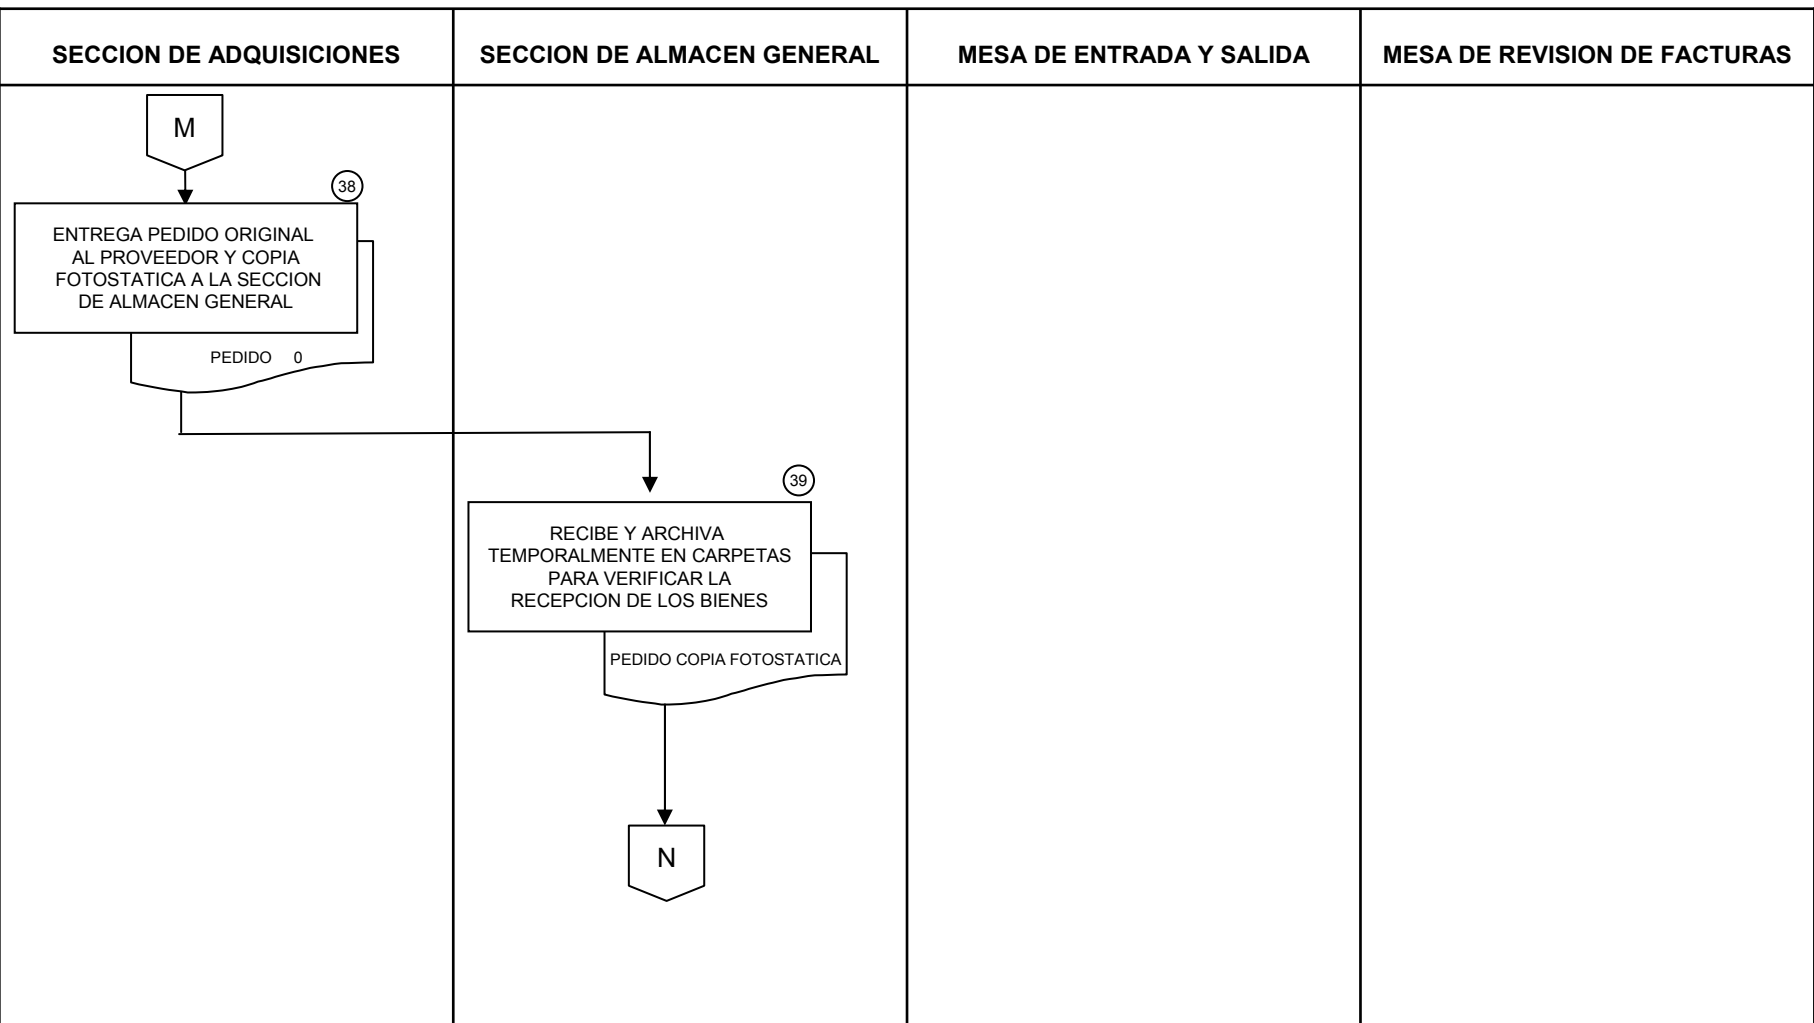 SECCION DE ADQUISICIONES
SECCION DE ALMACEN GENERAL
MESA DE ENTRADA Y SALIDA
MESA DE REVISION DE FACTURAS
M
38
ENTREGA PEDIDO ORIGINAL
AL PROVEEDOR Y COPIA
FOTOSTATICA A LA SECCION
DE ALMACEN GENERAL
PEDIDO 0
39
RECIBE Y ARCHIVA
TEMPORALMENTE EN CARPETAS
PARA VERIFICAR LA
RECEPCION DE LOS BIENES
PEDIDO COPIA FOTOSTATICA
N